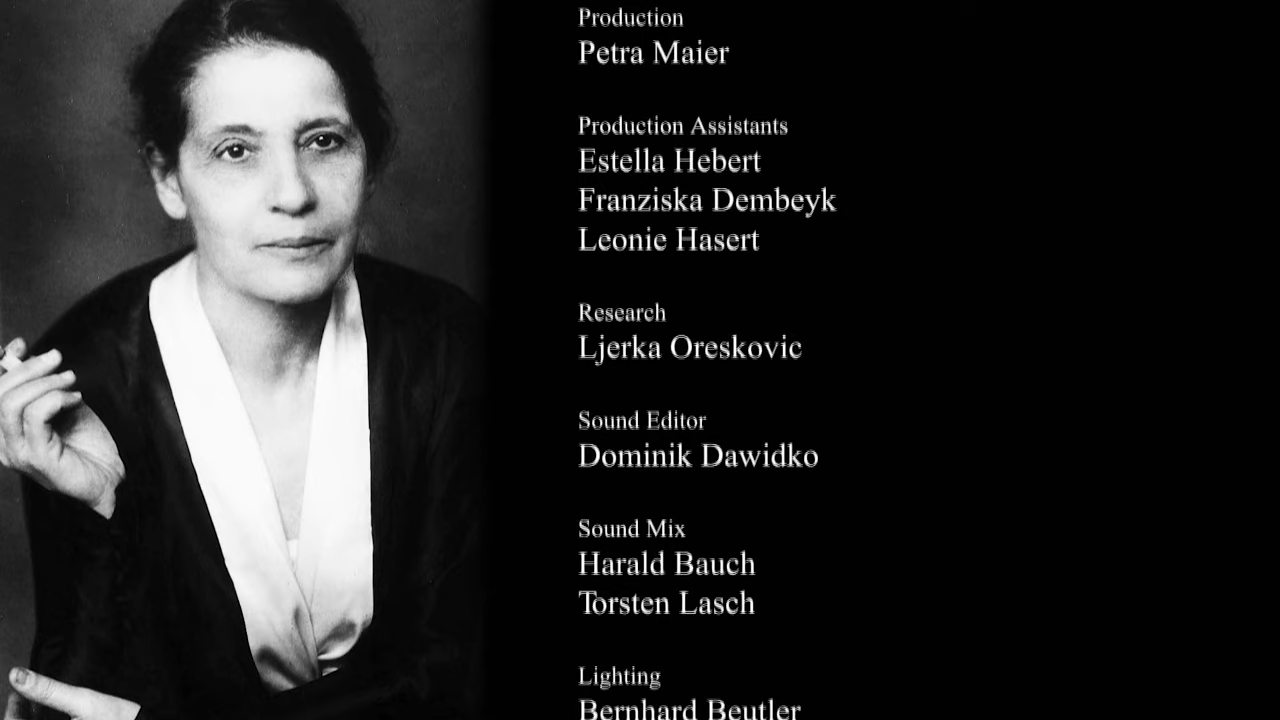 Production
Petra Maier
Production Assistants
Estella Hebert
Franziska Dembeyk
Leonie Hasert
Research
Ljerka Oreskovic
Sound Editor
Dominik Dawidko
Sound Mix
Harald Bauch
Torsten Lasch
Lighting
Bernhard Beutler